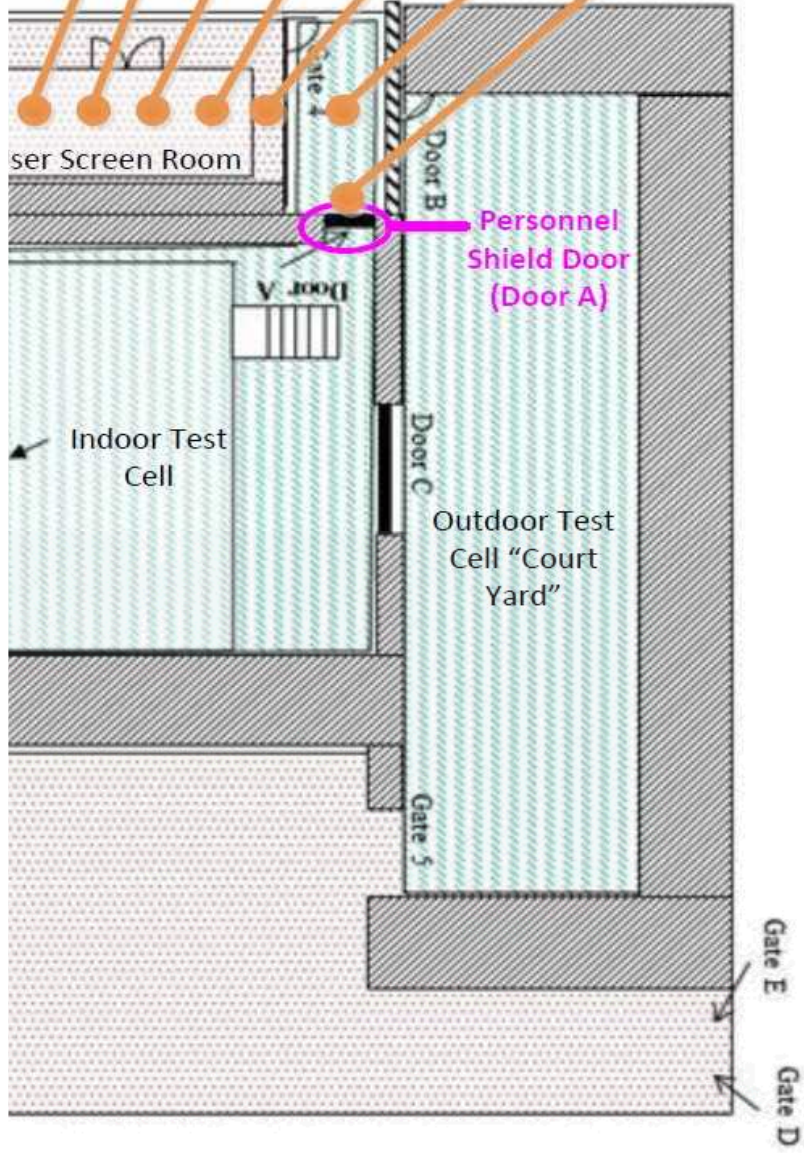 Gate 4
ser Screen Room
Door B
Personnel
Shield Door
(Door A)
Door A
Indoor Test
Cell
Door C
Outdoor Test
Cell “Court
Yard”
Gate 5
Gate E
Gate D